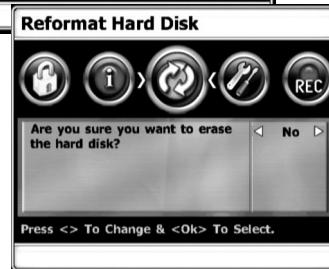 Reformat Hard Disk
REC
Are you sure you want to erase
the hard disk?
No
Press <> To Change & <Ok> To Select.